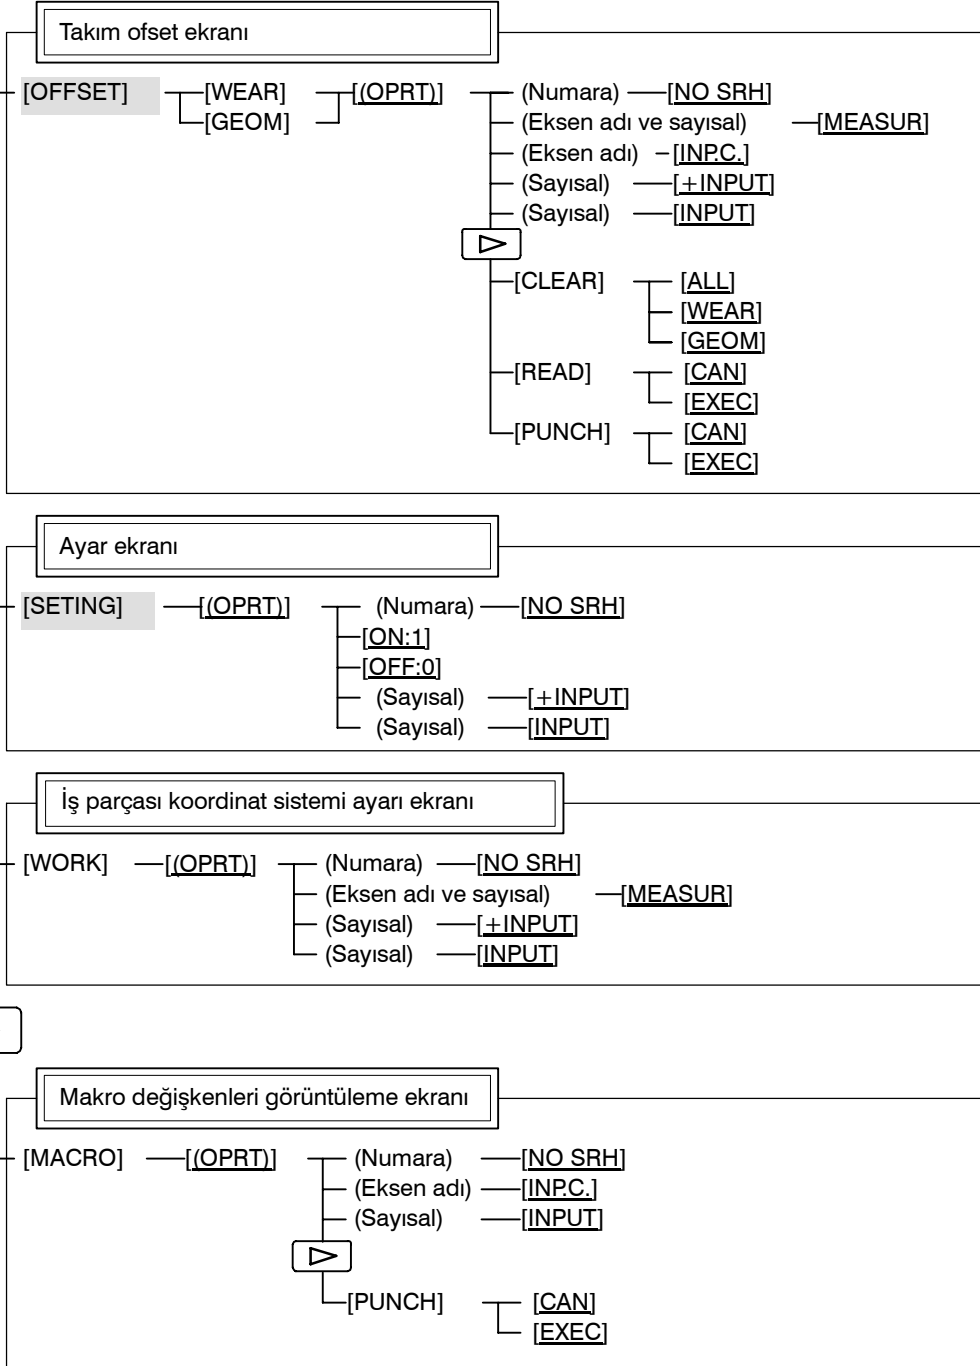 Takım ofset ekranı
[OFFSET] [WEAR] [(OPRT)] (Numara) [NO SRH]
[GEOM] (Eksen adı ve sayısal) [MEASUR]
(Eksen adı) [INP.C.]
(Sayısal) [+INPUT]
(Sayısal) [INPUT]
[CLEAR] [ALL]
[WEAR]
[GEOM]
[READ] [CAN]
[EXEC]
[PUNCH] [CAN]
[EXEC]
Ayar ekranı
[SETING] [(OPRT)] (Numara) [NO SRH]
[ON:1]
[OFF:0]
(Sayısal) [+INPUT]
(Sayısal) [INPUT]
İş parçası koordinat sistemi ayarı ekranı
[WORK] [(OPRT)] (Numara) [NO SRH]
(Eksen adı ve sayısal) [MEASUR]
(Sayısal) [+INPUT]
(Sayısal) [INPUT]
Makro değişkenleri görüntüleme ekranı
[MACRO] [(OPRT)] (Numara) [NO SRH]
(Eksen adı) [INP.C.]
(Sayısal) [INPUT]
[PUNCH] [CAN]
[EXEC]